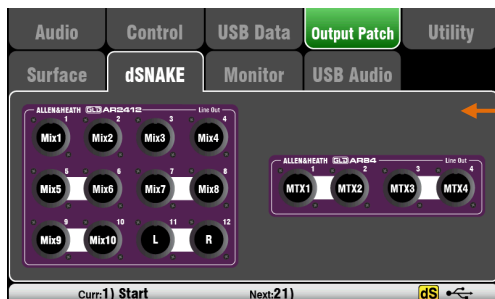 Audio Control USB Data Output Patch Utility
Surface dSNAKE Monitor USB Audio
ALLEN&HEATH GLD AR2412 Line Out
1 2 3 4
Mix1 Mix2 Mix3 Mix4
5 6 7 8
Mix5 Mix6 Mix7 Mix8
9 10 11 12
Mix9 Mix10 L R
ALLEN&HEATH GLD AR84 Line Out
1 2 3 4
MTX1 MTX2 MTX3 MTX4
Curr:1) Start Next:21) dS